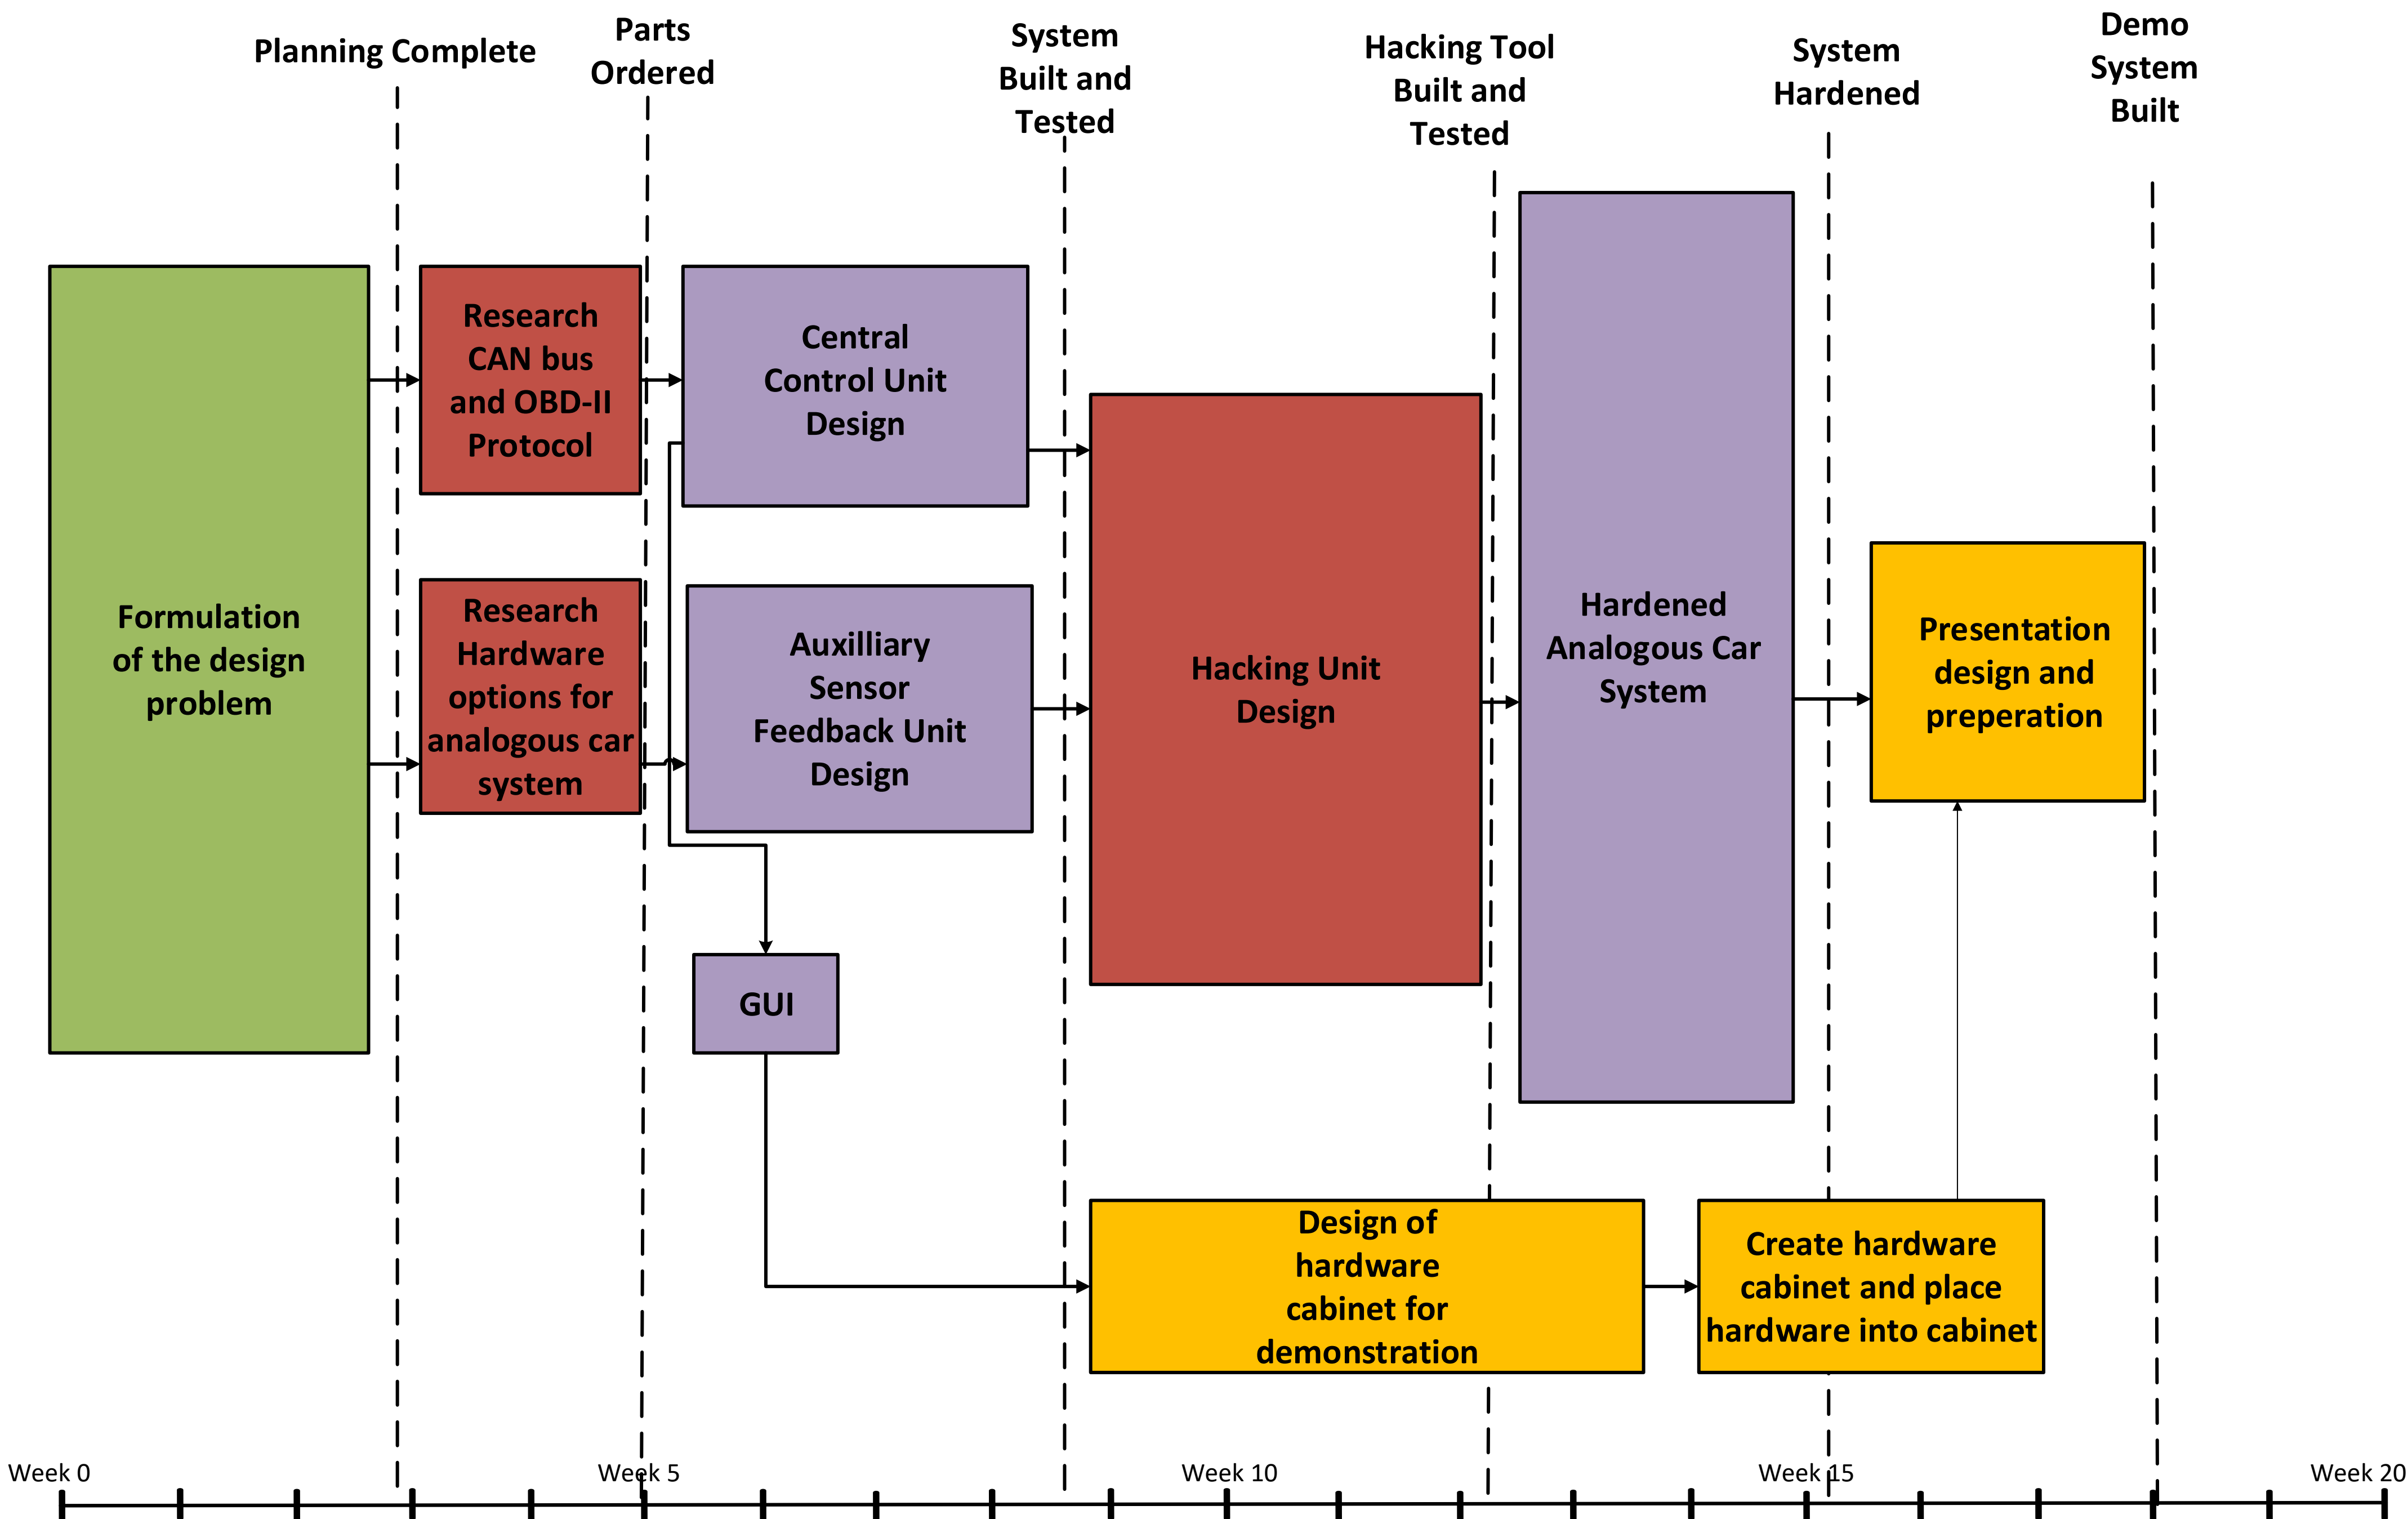 Planning Complete
Parts
Ordered
System
Built and
Tested
Hacking Tool
Built and
Tested
System
Hardened
Demo
System
Built
Formulation
of the design
problem
Research
CAN bus
and OBD-II
Protocol
Research
Hardware
options for
analogous car
system
Central
Control Unit
Design
Auxilliary
Sensor
Feedback Unit
Design
GUI
Hacking Unit
Design
Hardened
Analogous Car
System
Presentation
design and
preperation
Design of
hardware
cabinet for
demonstration
Create hardware
cabinet and place
hardware into cabinet
Week 0
Week 5
Week 10
Week 15
Week 20